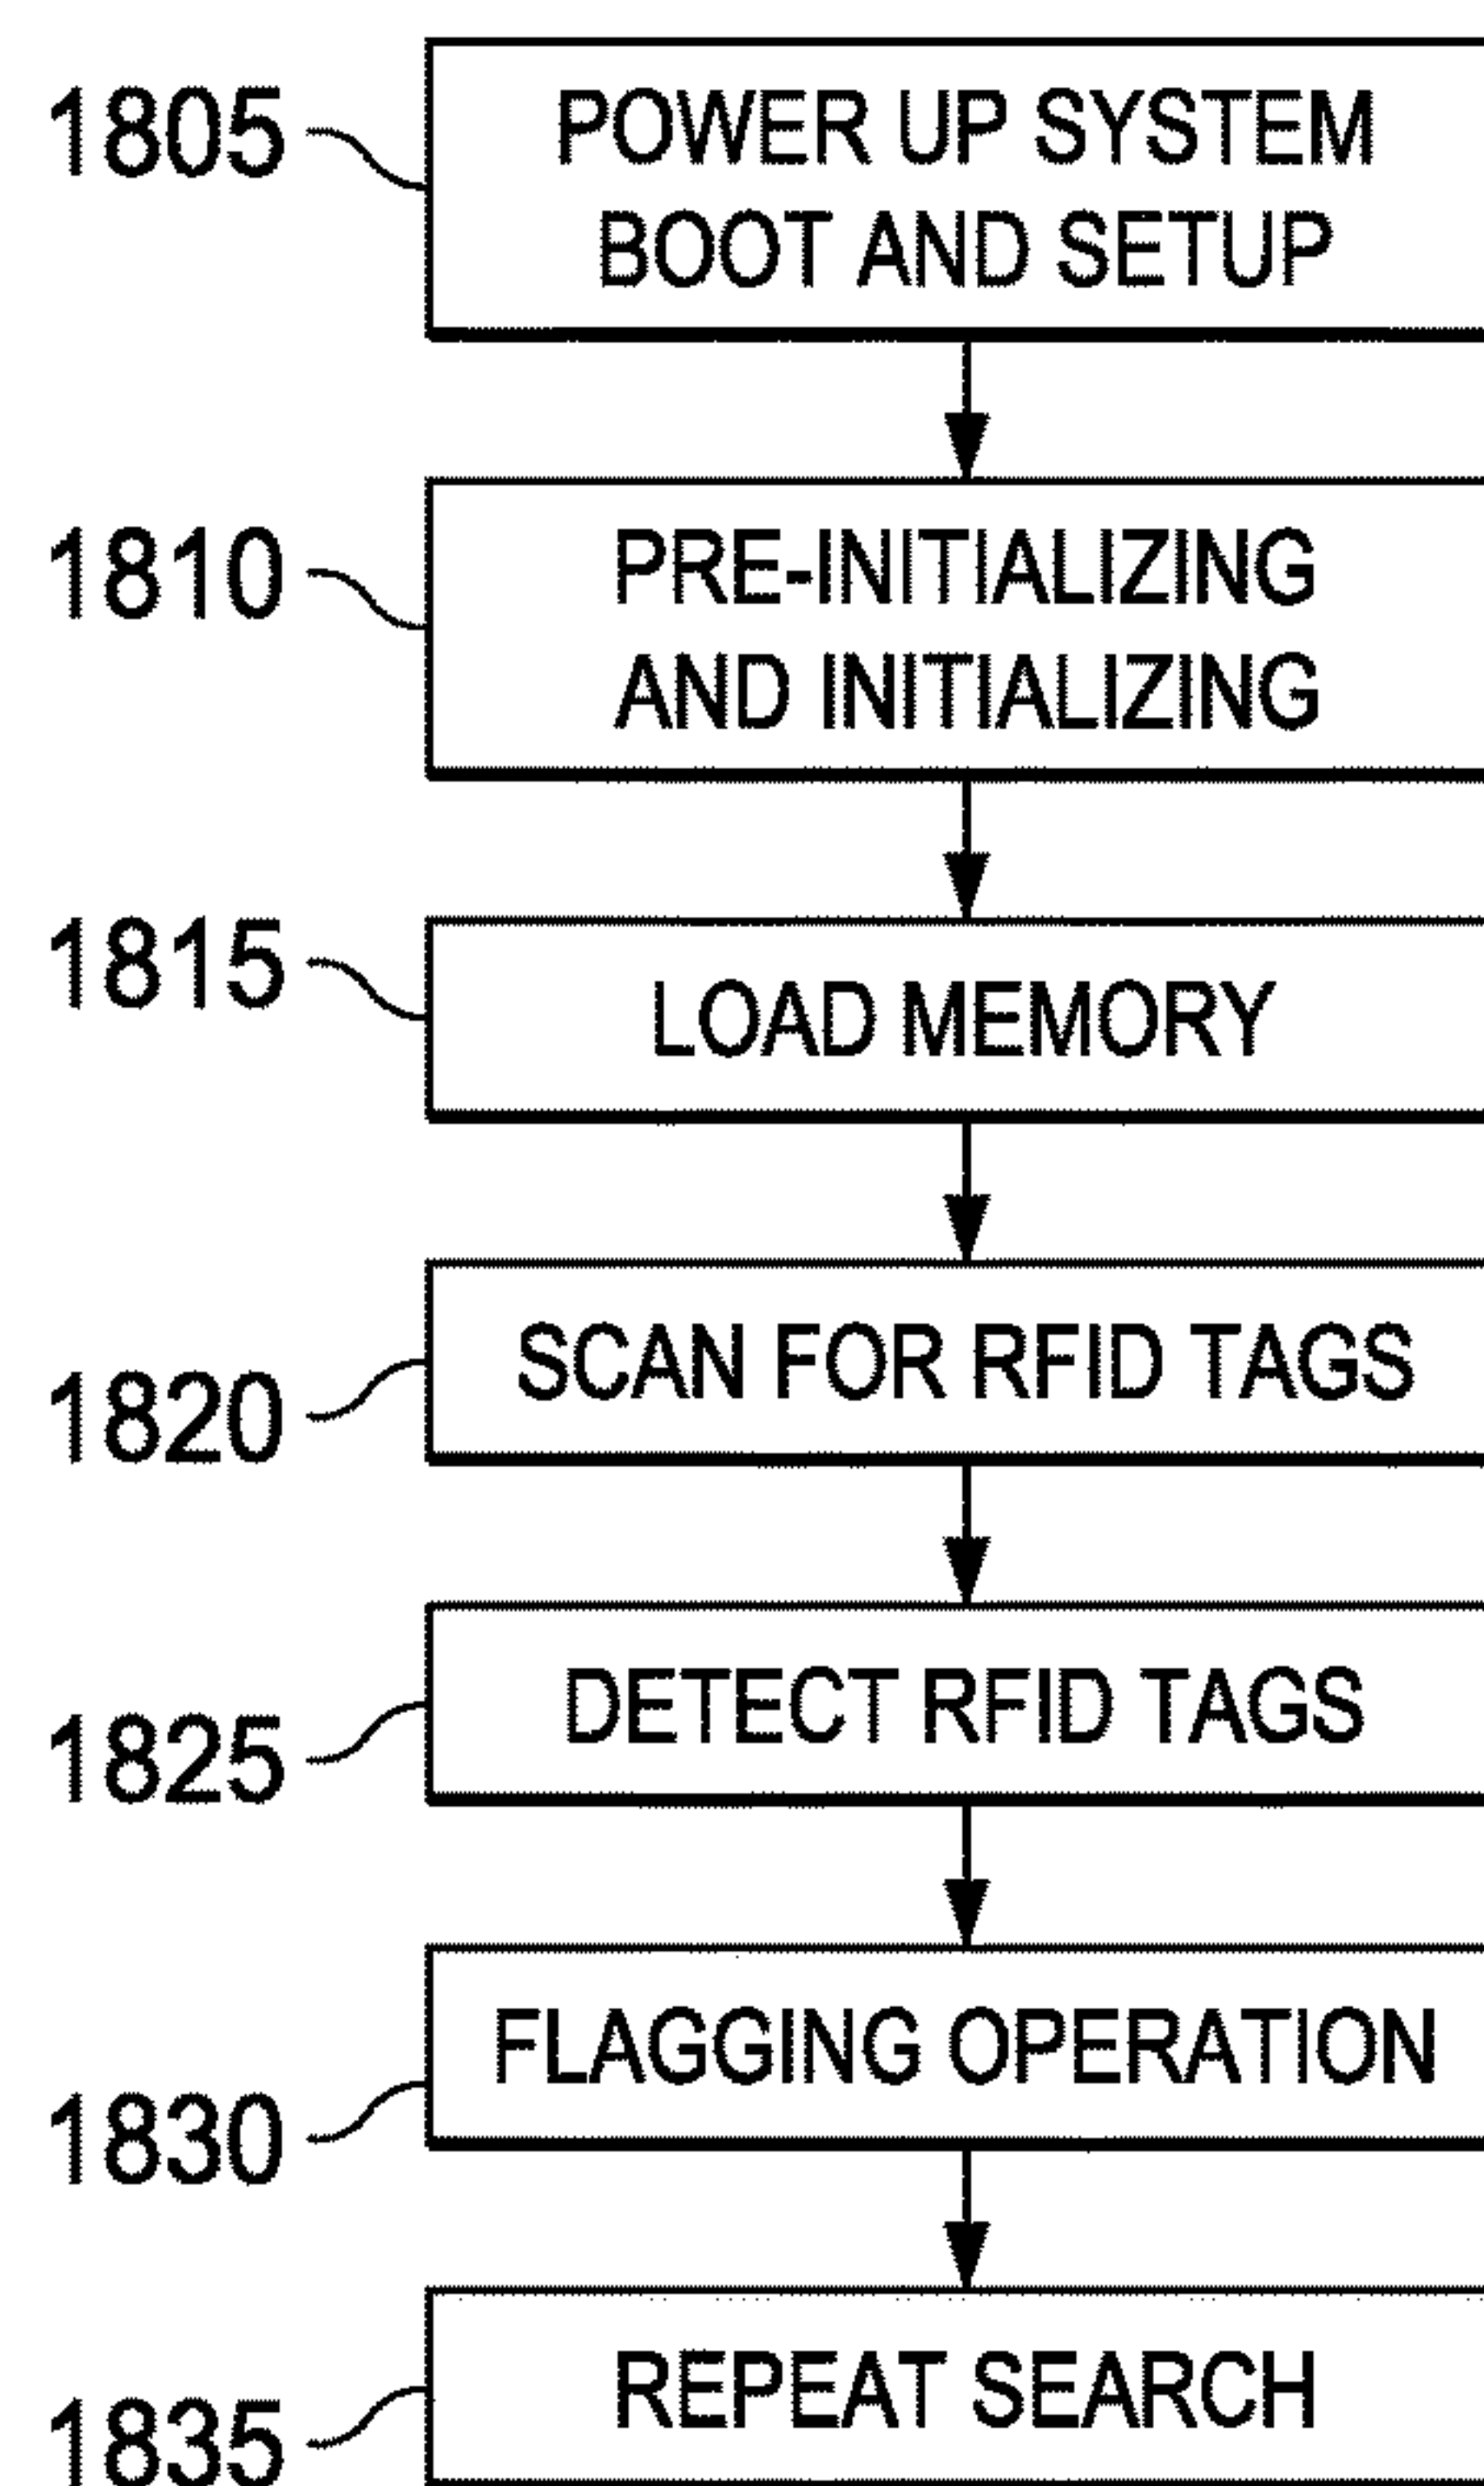 1805
POWER UP SYSTEM
BOOT AND SETUP
1810
PRE-INITIALIZING
AND INITIALIZING
1815
LOAD MEMORY
1820
SCAN FOR RFID TAGS
1825
DETECT RFID TAGS
1830
FLAGGING OPERATION
1835
REPEAT SEARCH